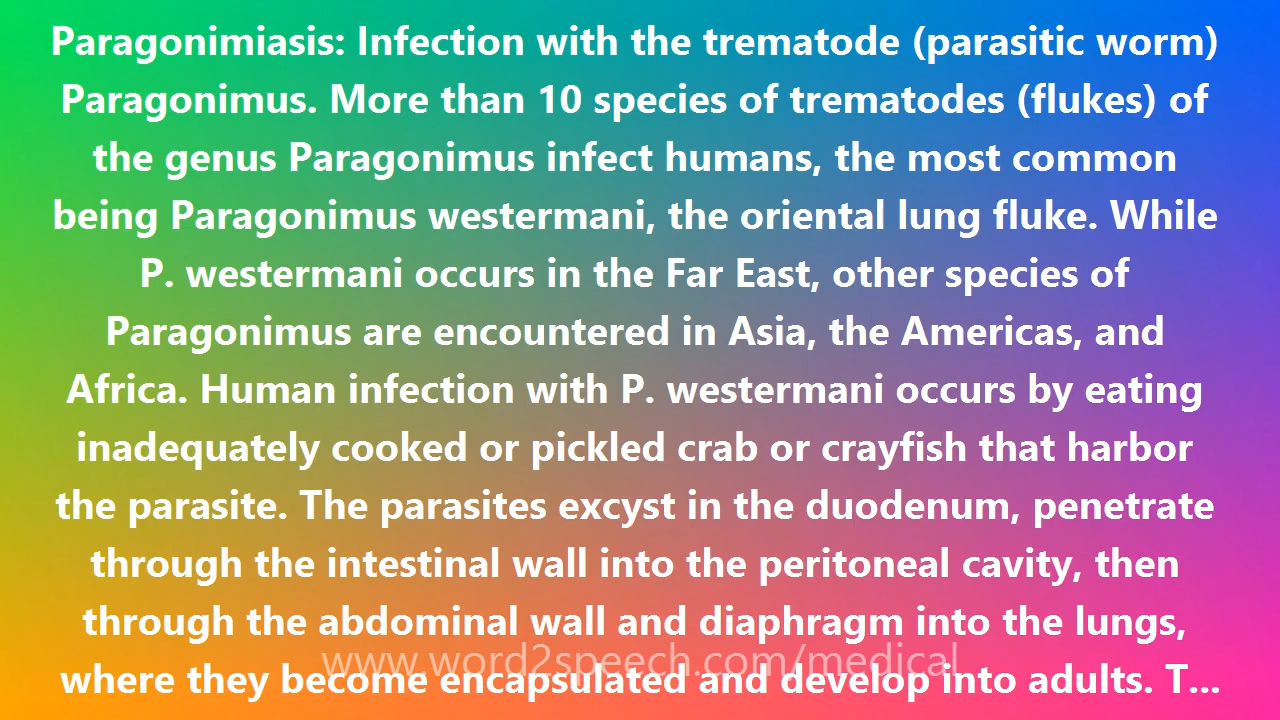 Paragonimiasis: Infection with the trematode (parasitic worm)
Paragonimus. More than 10 species of trematodes (flukes) of
the genus Paragonimus infect humans, the most common
being Paragonimus westermani, the oriental lung fluke. While
P. westermani occurs in the Far East, other species of
Paragonimus are encountered in Asia, the Americas, and
Africa. Human infection with P. westermani occurs by eating
inadequately cooked or pickled crab or crayfish that harbor
the parasite. The parasites excyst in the duodenum, penetrate
through the intestinal wall into the peritoneal cavity, then
through the abdominal wall and diaphragm into the lungs,
www.word2speech.com/medical
where they become encapsulated and develop into adults. T...